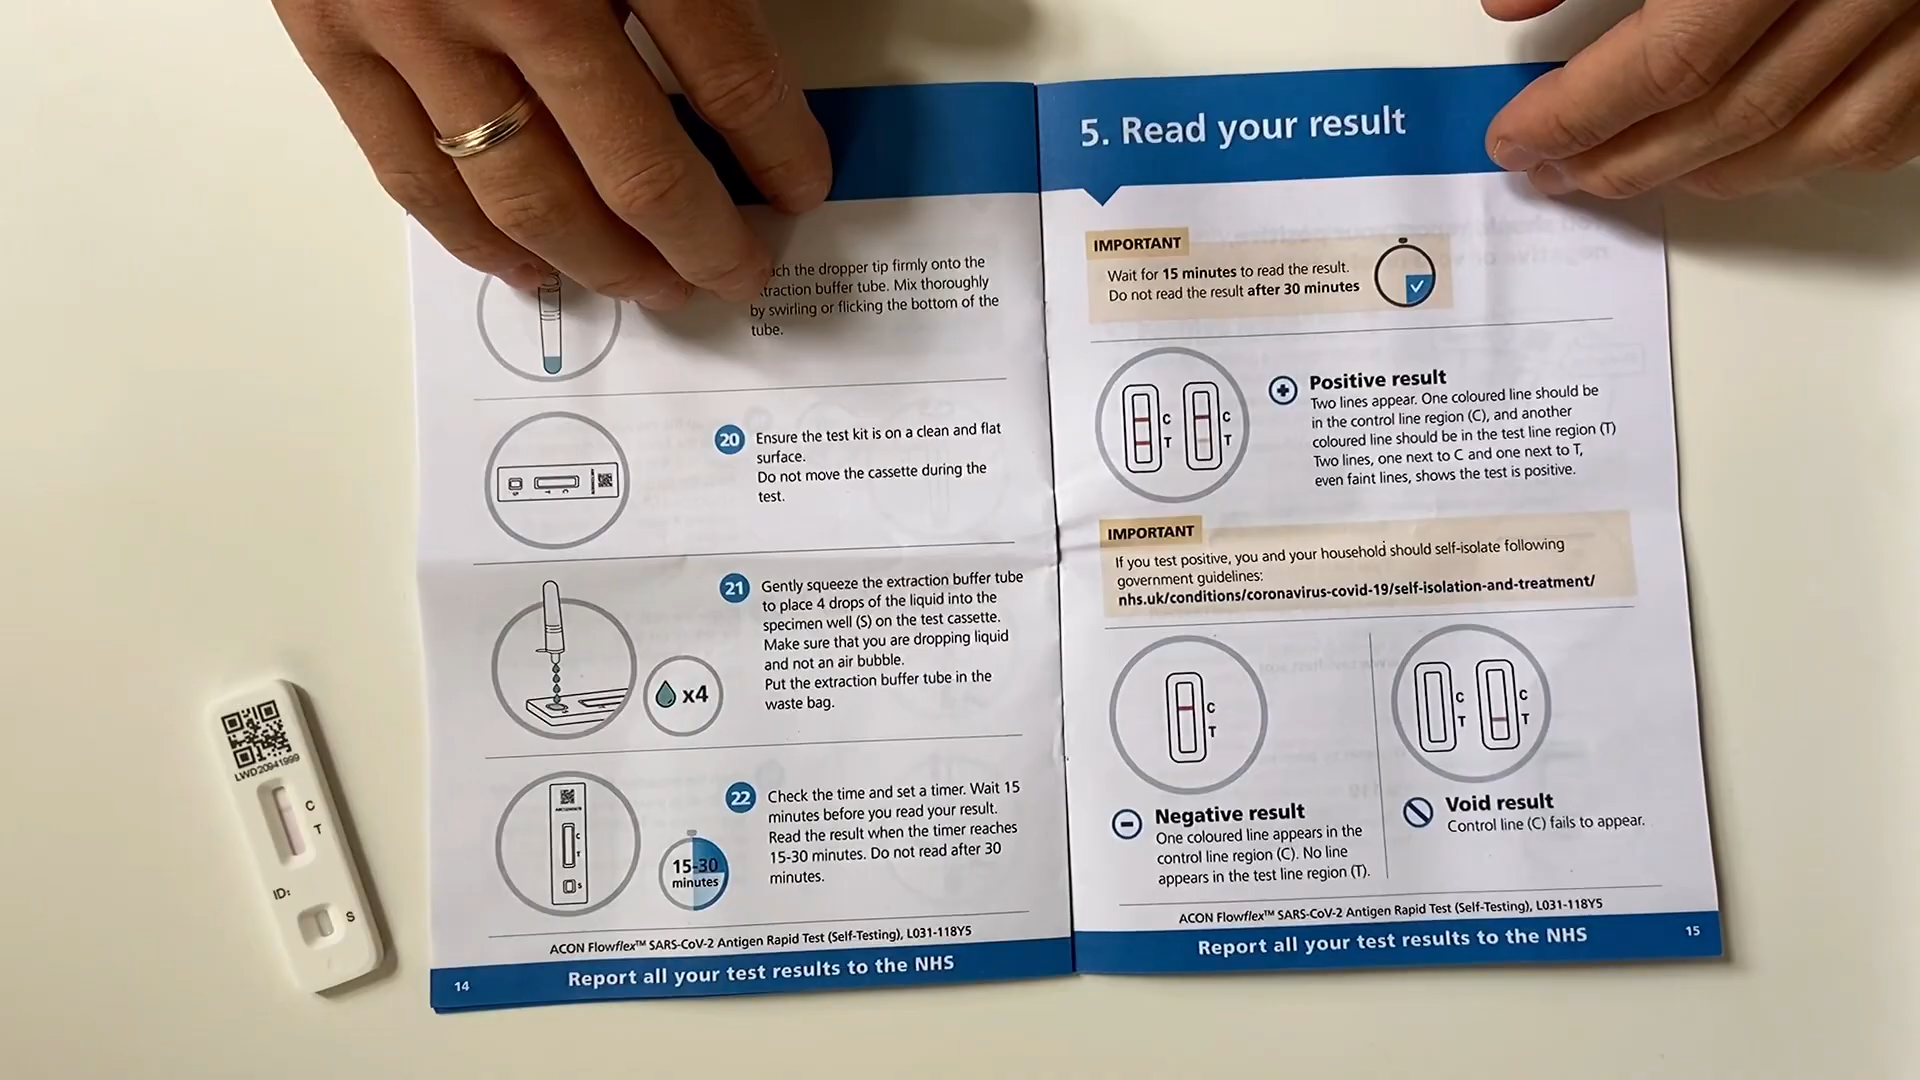 ach the dropper tip firmly onto the
traction buffer tube. Mix thoroughly
by swirling or flicking the bottom of the
tube.
20 Ensure the test kit is on a clean and flat
surface.
Do not move the cassette during the
test.
21 Gently squeeze the extraction buffer tube
to place 4 drops of the liquid into the
specimen well (S) on the test cassette.
Make sure that you are dropping liquid
and not an air bubble.
Put the extraction buffer tube in the
waste bag.
x4
22 Check the time and set a timer. Wait 15
minutes before you read your result.
Read the result when the timer reaches
15-30 minutes. Do not read after 30
minutes.
C
T
S
15-30
minutes
ACON Flowflex™ SARS-CoV-2 Antigen Rapid Test (Self-Testing), L031-118Y5
14 Report all your test results to the NHS
5. Read your result
IMPORTANT
Wait for 15 minutes to read the result.
Do not read the result after 30 minutes
C C
T T
Positive result
Two lines appear. One coloured line should be
in the control line region (C), and another
coloured line should be in the test line region (T)
Two lines, one next to C and one next to T,
even faint lines, shows the test is positive.
IMPORTANT
If you test positive, you and your household should self-isolate following
government guidelines:
nhs.uk/conditions/coronavirus-covid-19/self-isolation-and-treatment/
C
T
Negative result
One coloured line appears in the
control line region (C). No line
appears in the test line region (T).
C C
T T
Void result
Control line (C) fails to appear.
ACON Flowflex™ SARS-CoV-2 Antigen Rapid Test (Self-Testing), L031-118Y5
Report all your test results to the NHS 15
LWD20941999
C
T
ID:
S